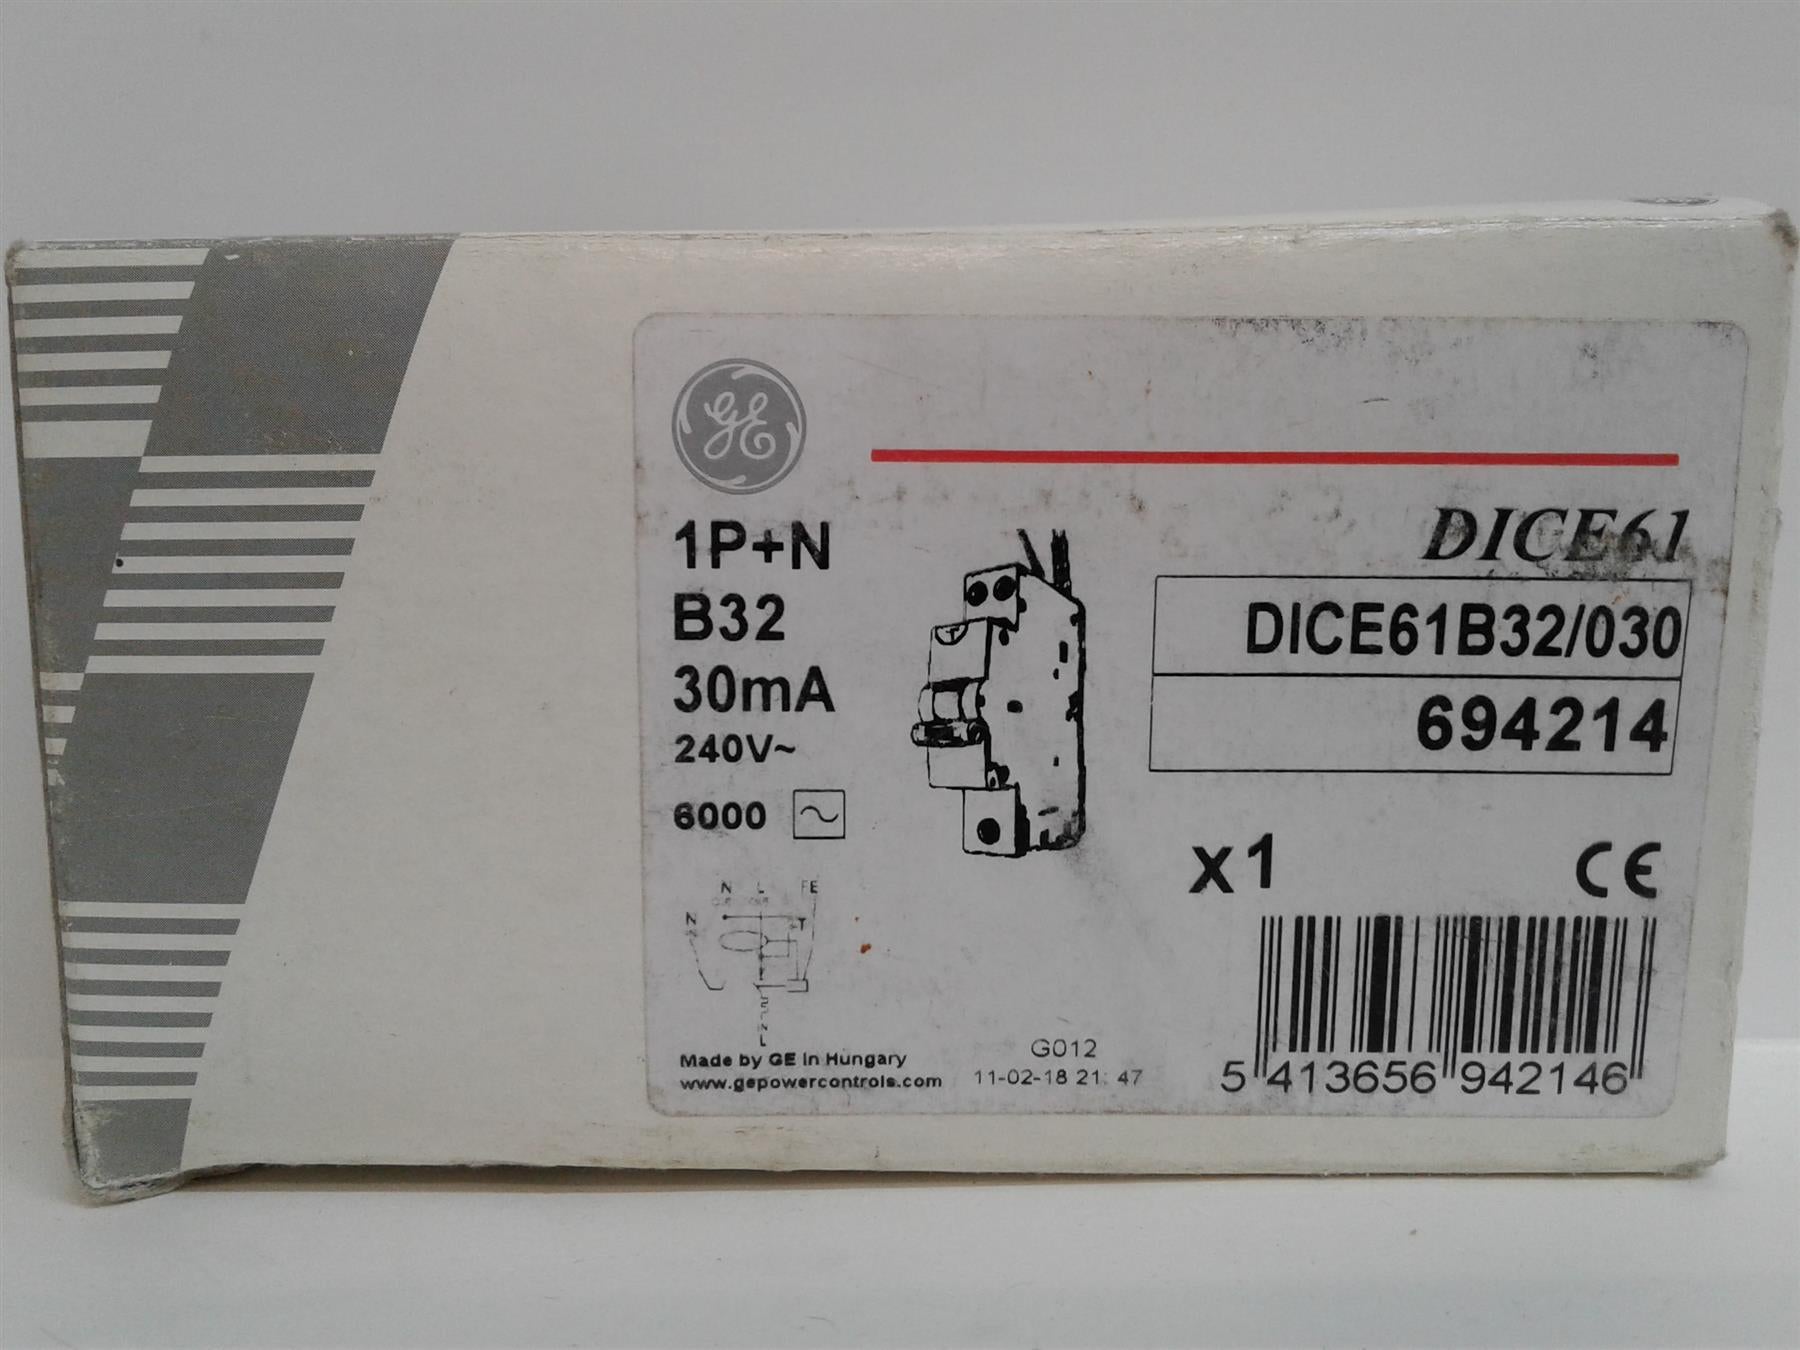 GE
1P+N
B32
30mA
240V~
6000
DICE61
DICE61B32/030
694214
x1
CE
N L FE
N
N
L
Made by GE in Hungary
www.gepowercontrols.com
G012
11-02-18 21:47
5 413656 942146